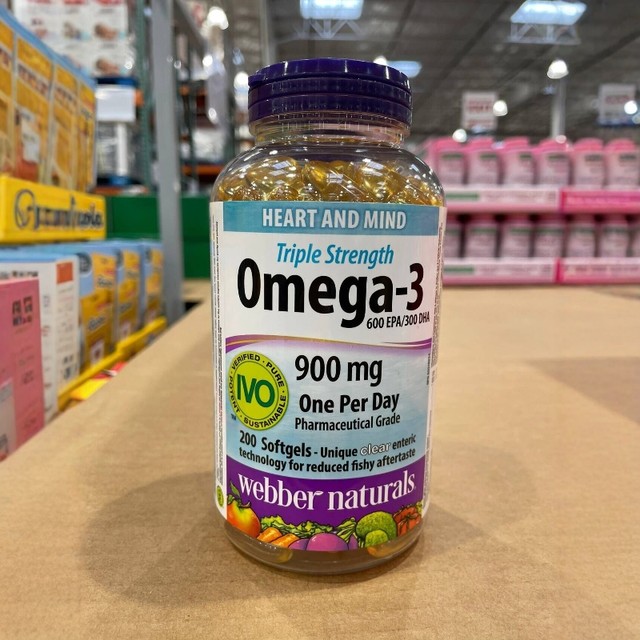 HEART AND MIND
Triple Strength
Omega-3
600 EPA/300 DHA
VERIFIED · PURE · SUSTAINABLE · POTENT
IVO
900 mg
One Per Day
Pharmaceutical Grade
200 Softgels - Unique clear enteric
technology for reduced fishy aftertaste
webber naturals